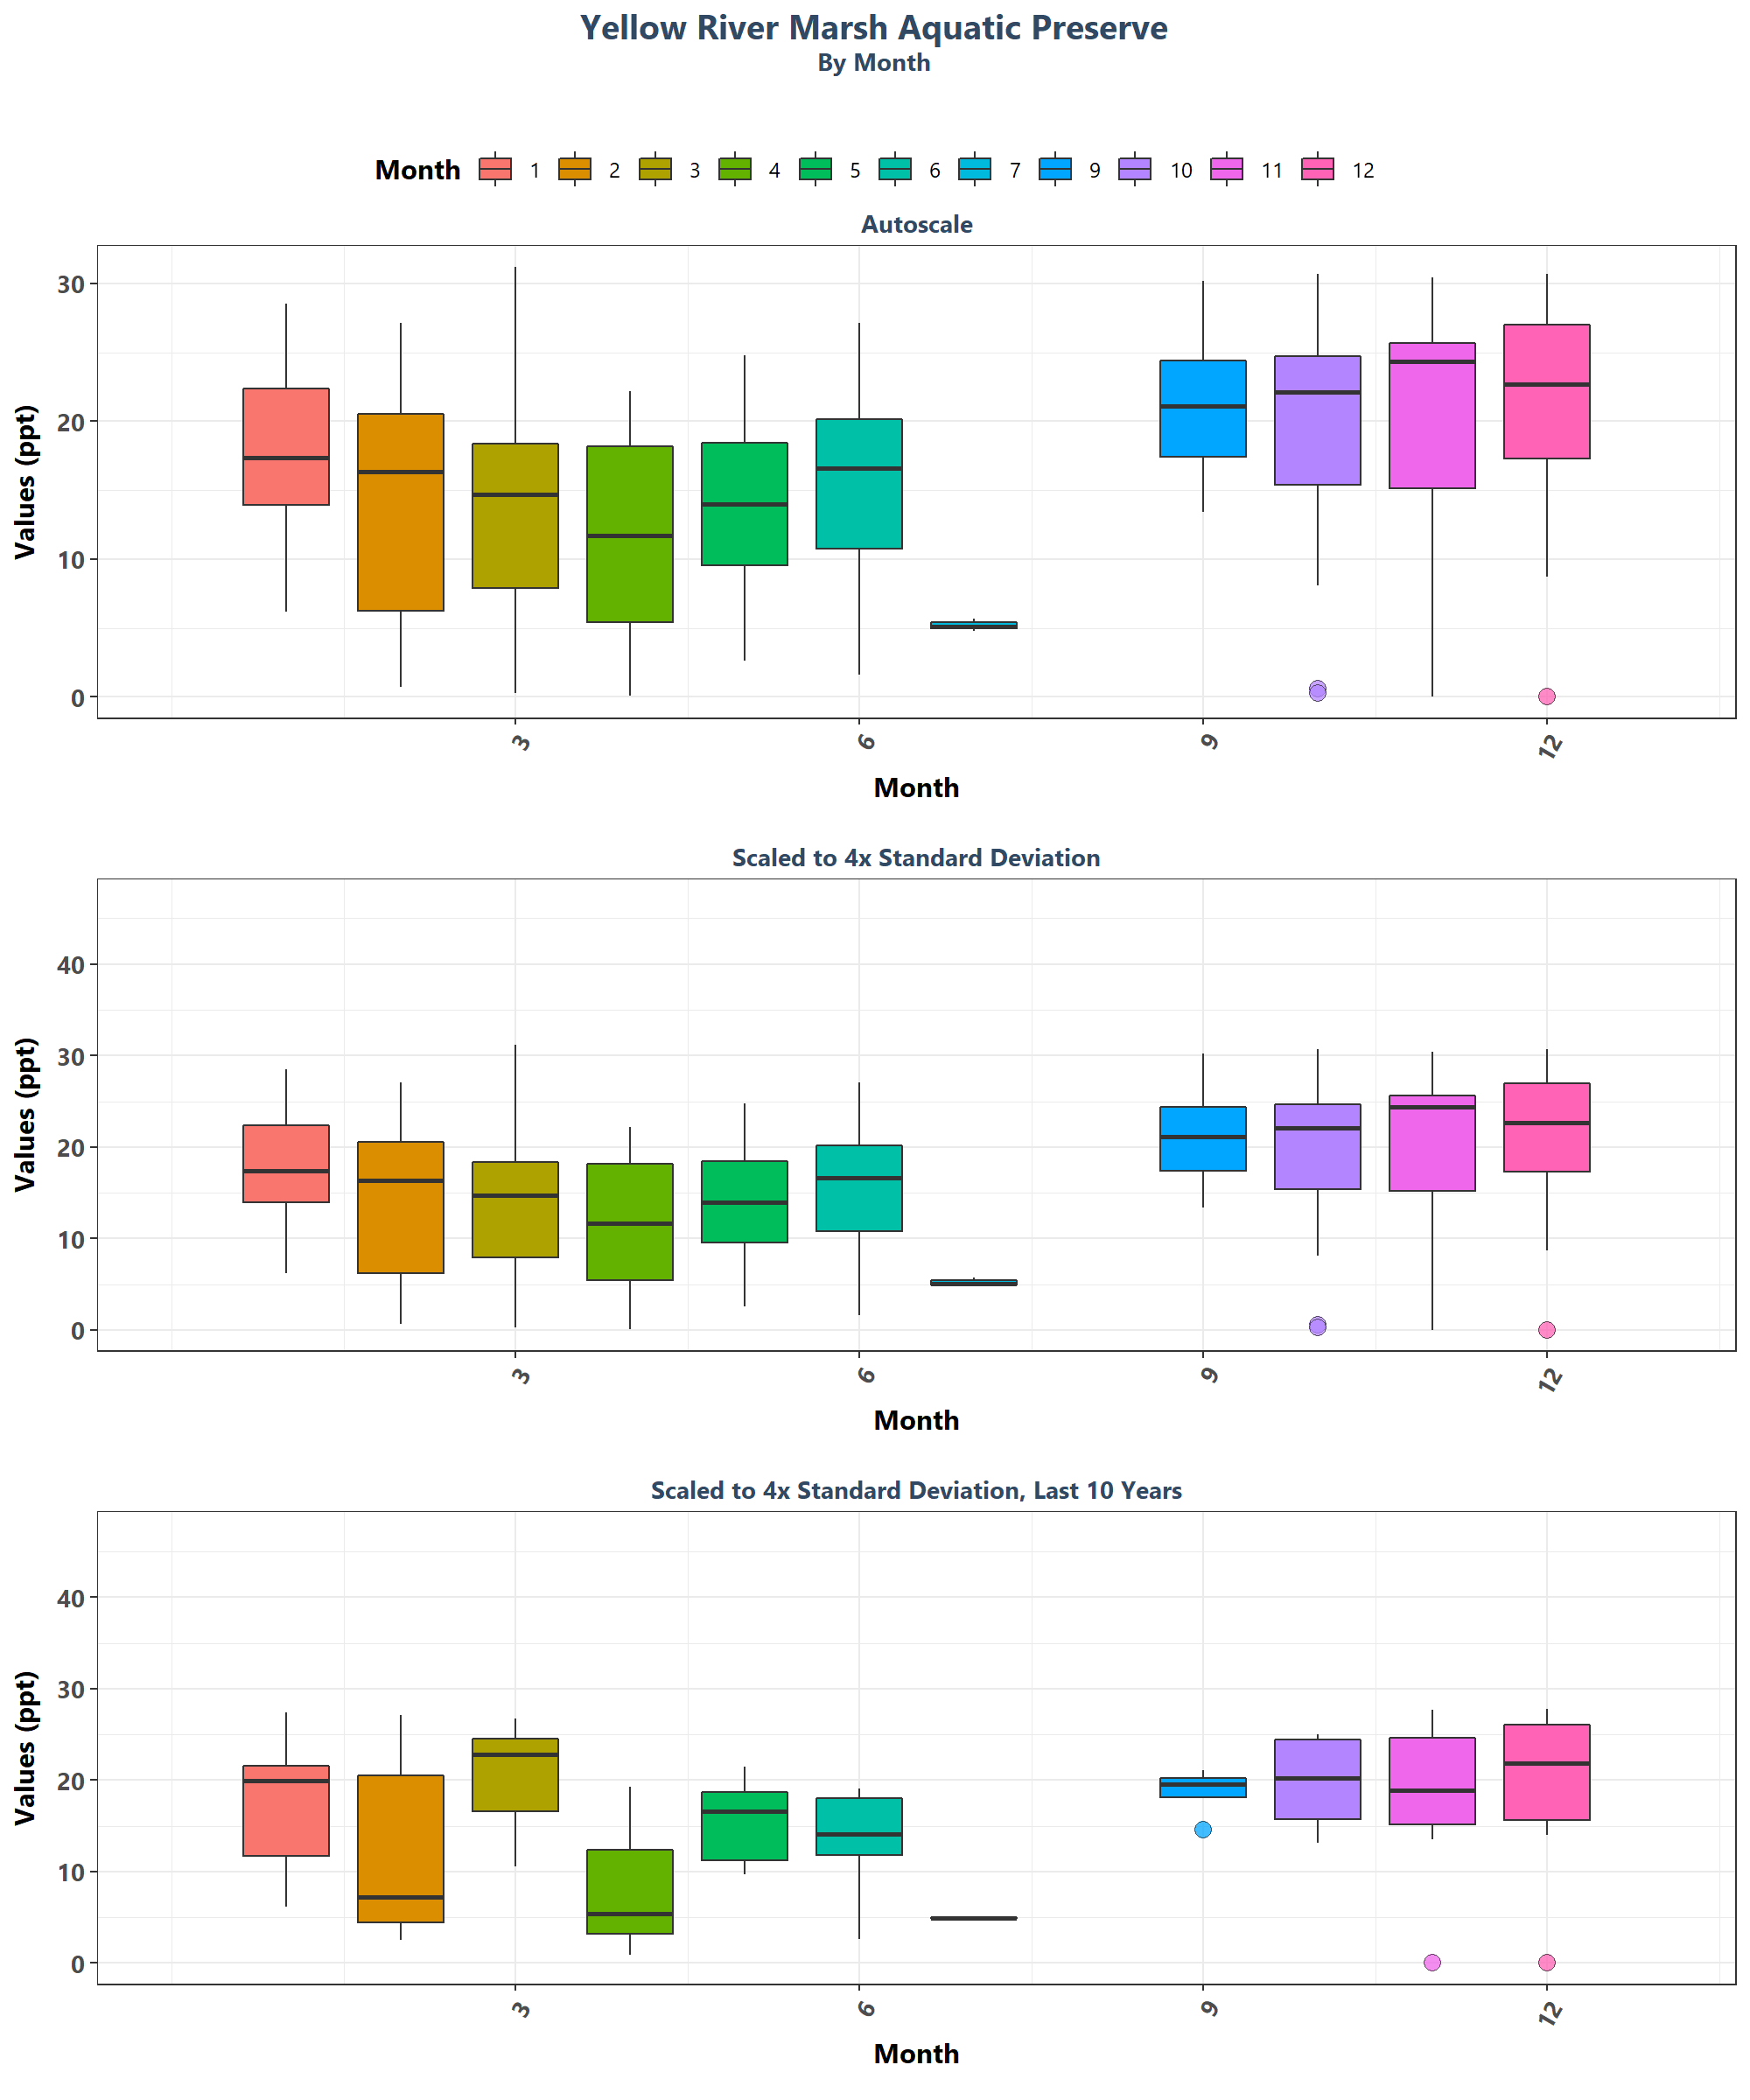 Yellow River Marsh Aquatic Preserve
By Month
Month 1 2 3 4 5 6 7 9 10 11 12
Autoscale
Values (ppt)
30
20
10
0
3 6 9 12
Month
Scaled to 4x Standard Deviation
Values (ppt)
40
30
20
10
0
3 6 9 12
Month
Scaled to 4x Standard Deviation, Last 10 Years
Values (ppt)
40
30
20
10
0
3 6 9 12
Month